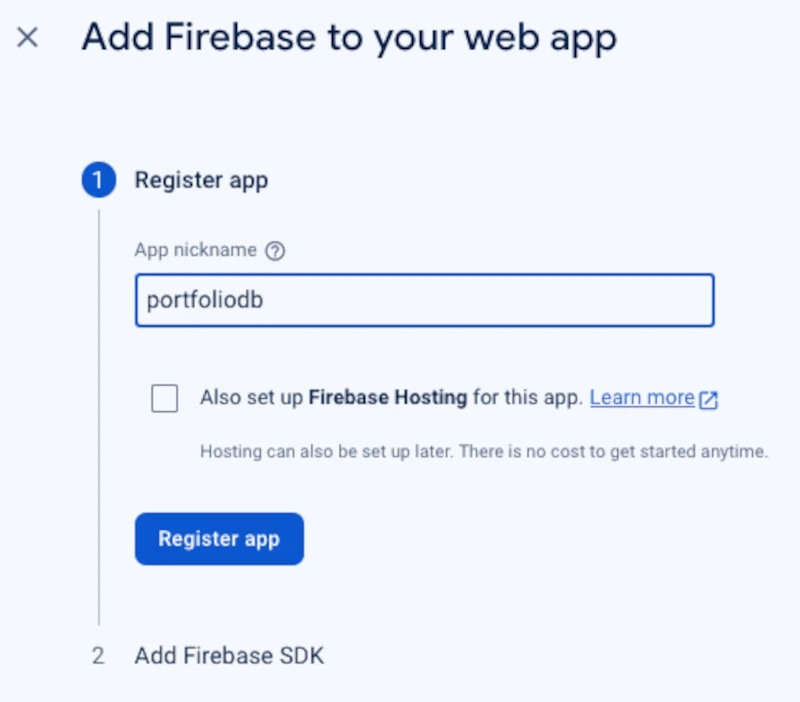 Add Firebase to your web app
1 Register app
App nickname
portfoliodb
Also set up Firebase Hosting for this app. Learn more
Hosting can also be set up later. There is no cost to get started anytime.
Register app
2 Add Firebase SDK